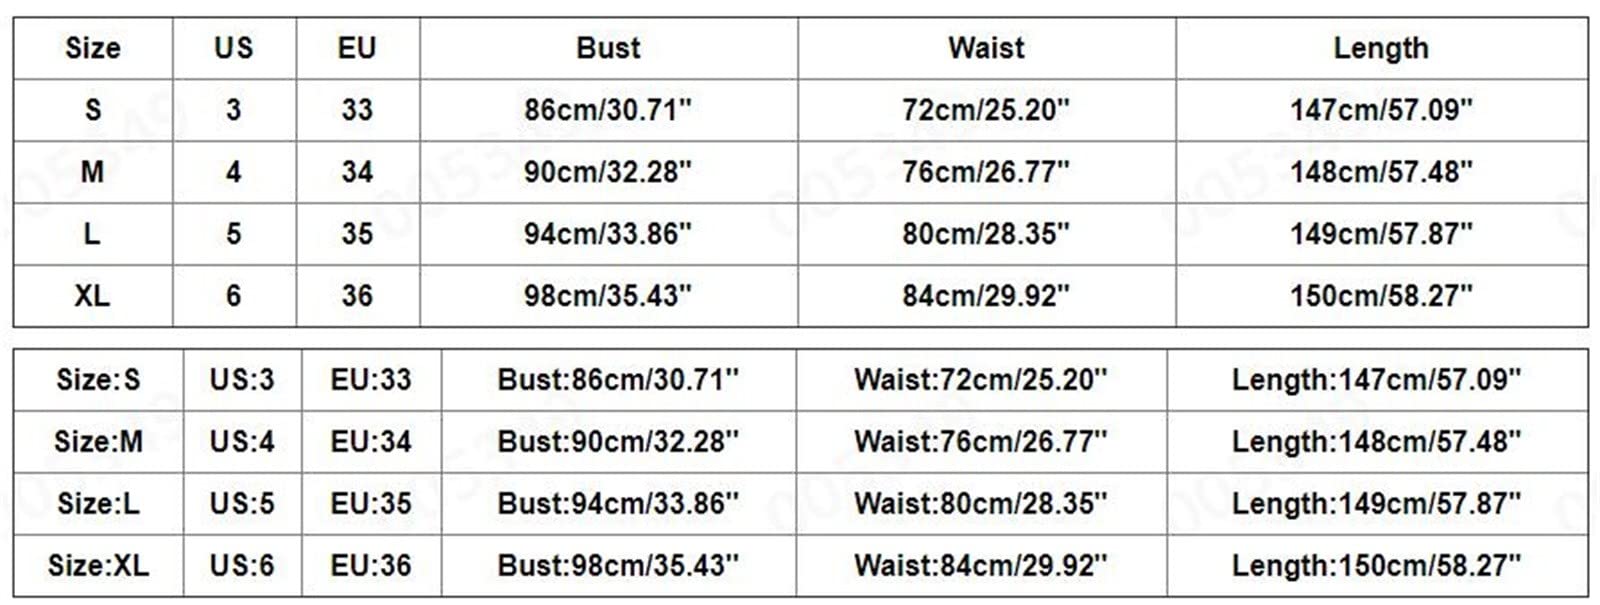 Size US EU Bust Waist Length
S 3 33 86cm/30.71" 72cm/25.20" 147cm/57.09"
M 4 34 90cm/32.28" 76cm/26.77" 148cm/57.48"
L 5 35 94cm/33.86" 80cm/28.35" 149cm/57.87"
XL 6 36 98cm/35.43" 84cm/29.92" 150cm/58.27"
Size:S US:3 EU:33 Bust:86cm/30.71" Waist:72cm/25.20" Length:147cm/57.09"
Size:M US:4 EU:34 Bust:90cm/32.28" Waist:76cm/26.77" Length:148cm/57.48"
Size:L US:5 EU:35 Bust:94cm/33.86" Waist:80cm/28.35" Length:149cm/57.87"
Size:XL US:6 EU:36 Bust:98cm/35.43" Waist:84cm/29.92" Length:150cm/58.27"